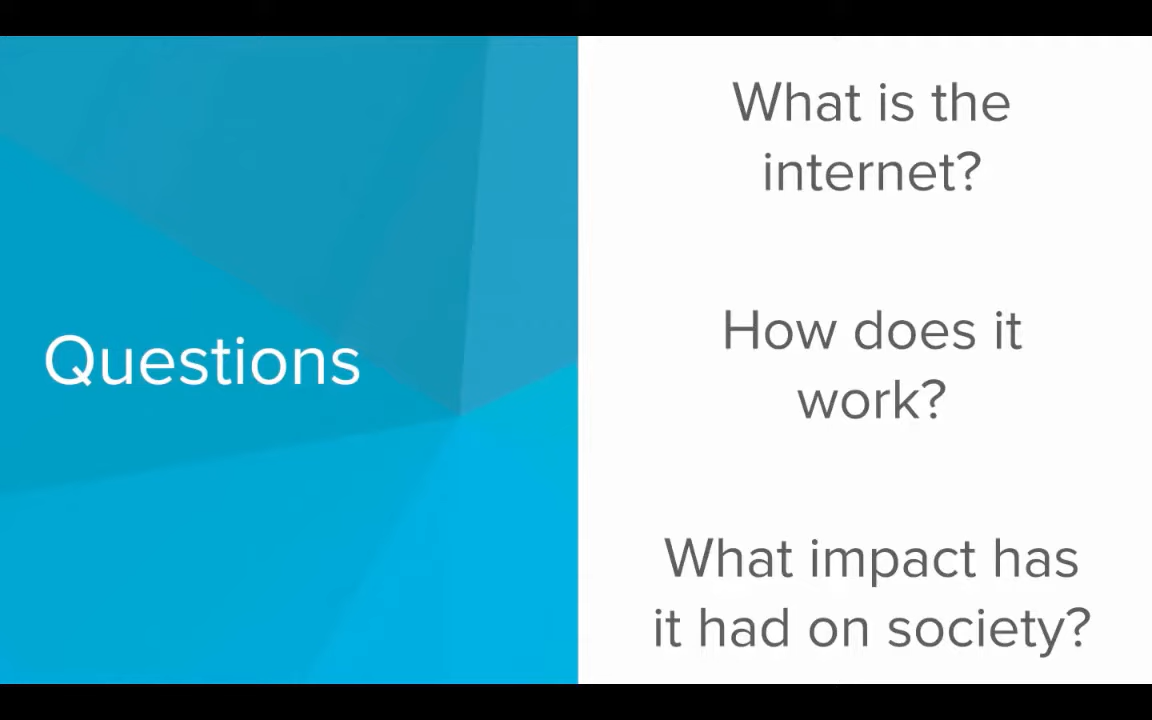 Questions
What is the
internet?
How does it
work?
What impact has
it had on society?